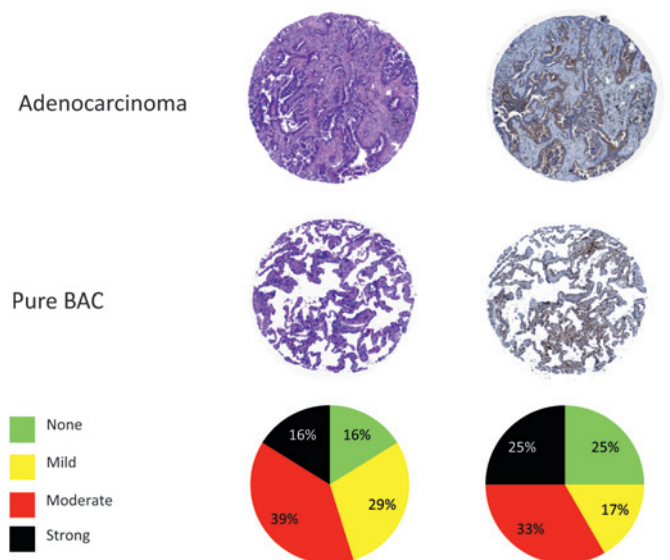 Adenocarcinoma
Pure BAC
None
Mild
Moderate
Strong
16%
16%
39%
29%
25%
25%
33%
17%